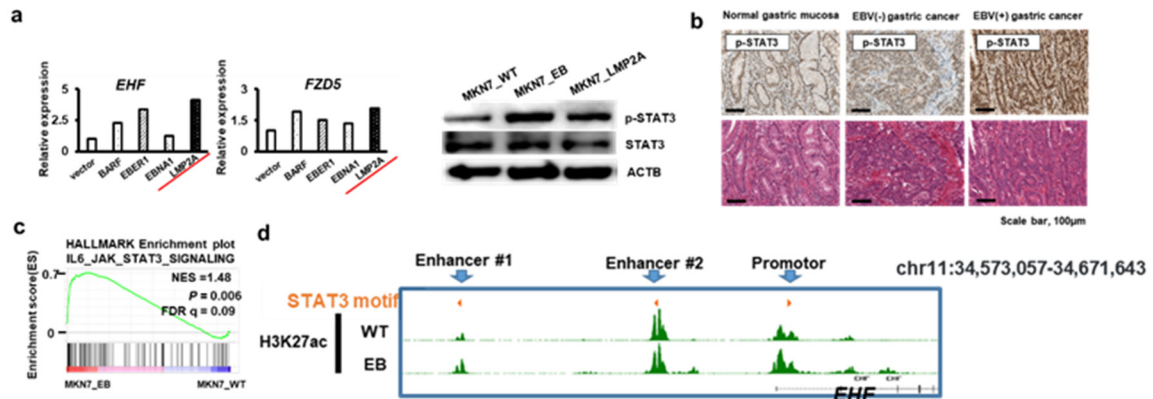 a
EHF
Relative expression
5
2.5
0
vector
BARF
EBER1
EBNA1
LMP2A
FZD5
Relative expression
3
1.5
0
vector
BARF
EBER1
EBNA1
LMP2A
MKN7_WT
MKN7_EB
MKN7_LMP2A
p-STAT3
STAT3
ACTB
b
Normal gastric mucosa
EBV(-) gastric cancer
EBV(+) gastric cancer
p-STAT3
p-STAT3
p-STAT3
Scale bar, 100μm
c
HALLMARK Enrichment plot
IL6_JAK_STAT3_SIGNALING
Enrichment score(ES)
0.7
0
NES =1.48
P = 0.006
FDR q = 0.09
MKN7_EB
MKN7_WT
d
Enhancer #1
Enhancer #2
Promotor
chr11:34,573,057-34,671,643
STAT3 motif
H3K27ac
WT
EB
EHF
EHF
EHF